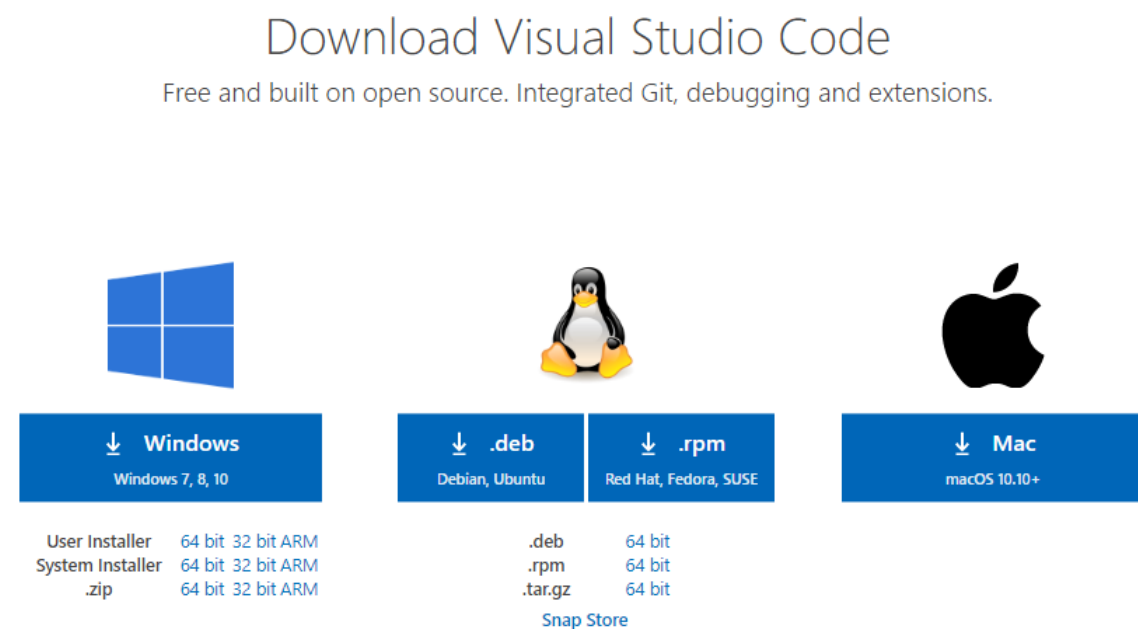 Download Visual Studio Code
Free and built on open source. Integrated Git, debugging and extensions.
Windows
Windows 7, 8, 10
.deb
Debian, Ubuntu
.rpm
Red Hat, Fedora, SUSE
Mac
macOS 10.10+
User Installer 64 bit 32 bit ARM
System Installer 64 bit 32 bit ARM
.zip 64 bit 32 bit ARM
.deb 64 bit
.rpm 64 bit
.tar.gz 64 bit
Snap Store